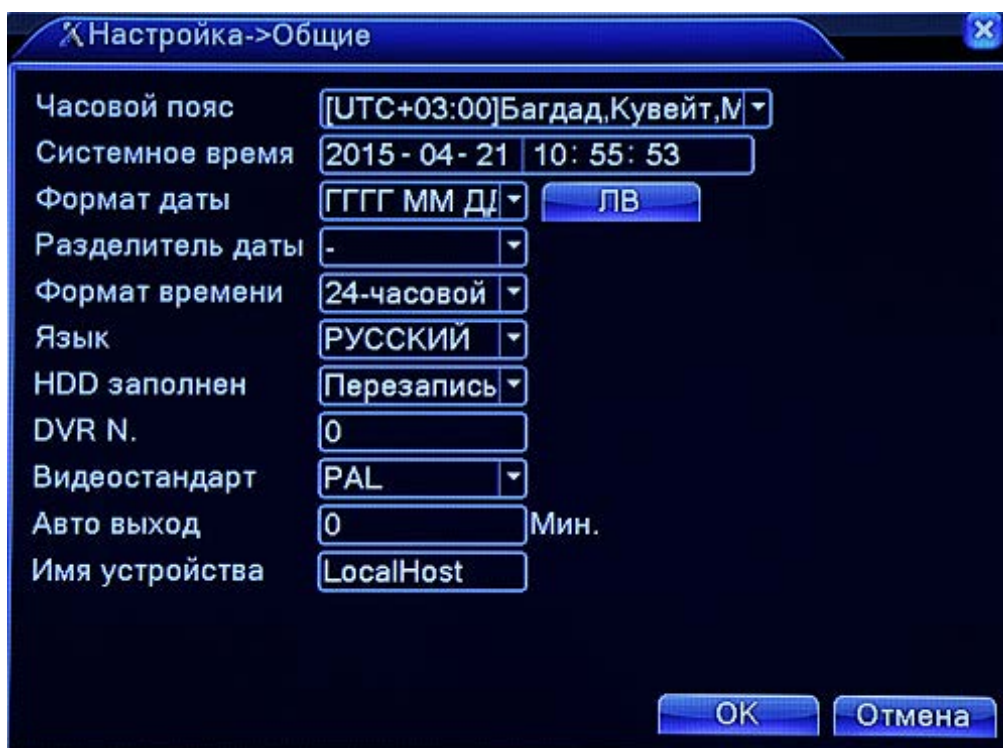 Настройка->Общие
Часовой пояс [UTC+03:00]Багдад,Кувейт,М
Системное время 2015-04-21 10:55:53
Формат даты ГГГГ ММ ДД ЛВ
Разделитель даты -
Формат времени 24-часовой
Язык РУССКИЙ
HDD заполнен Перезапись
DVR N. 0
Видеостандарт PAL
Авто выход 0 Мин.
Имя устройства LocalHost
OK Отмена